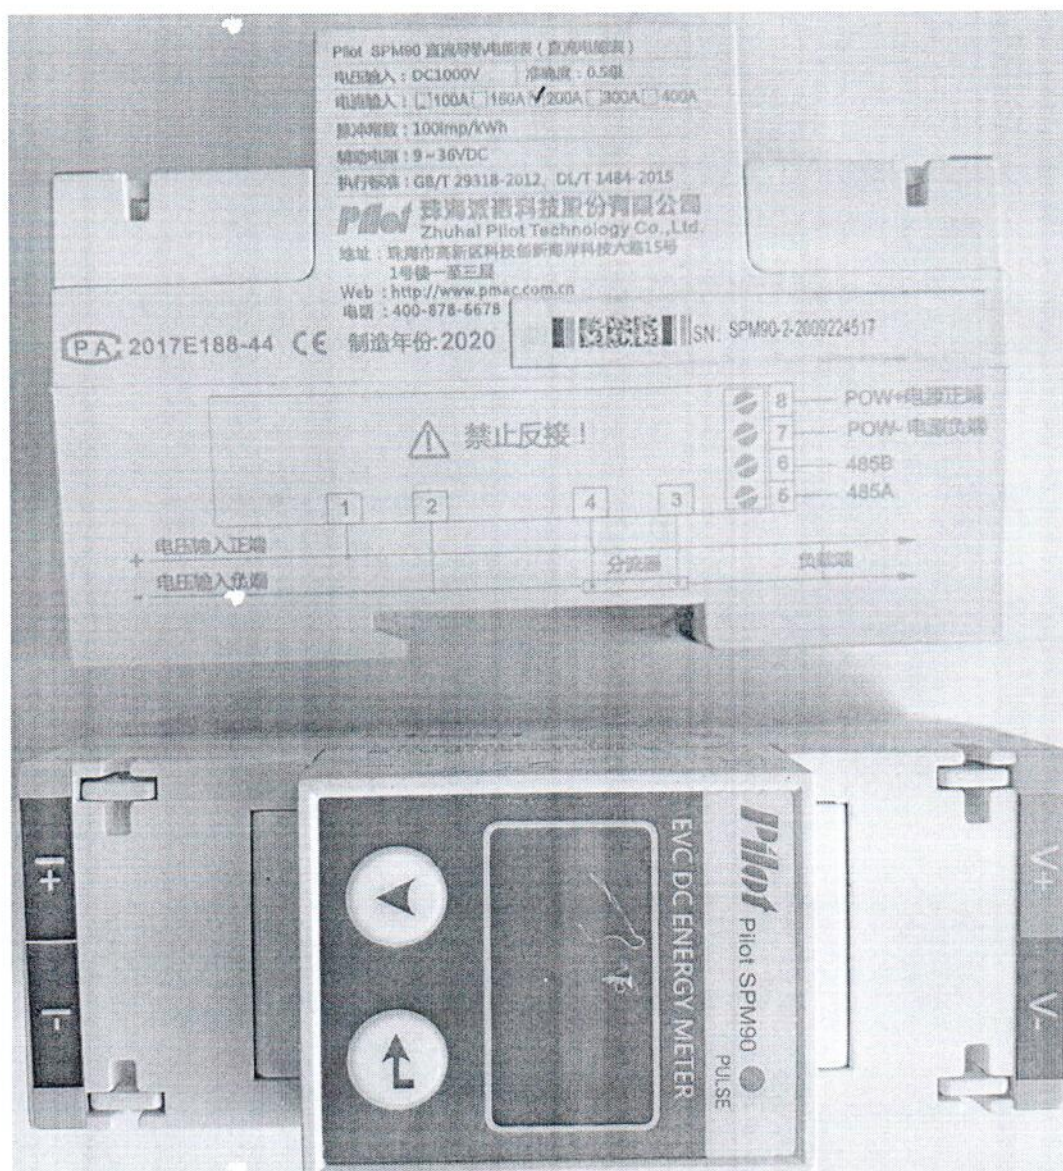 Pilot SPM90 直流导轨电能表（直流电能表）
电压输入：DC1000V 准确度：0.5级
电流输入：□100A□160A✓200A□300A□400A
脉冲常数：100imp/kWh
辅助电源：9~36VDC
执行标准：GB/T 29318-2012、DL/T 1484-2015
Pilot 珠海派诺科技股份有限公司
Zhuhai Pilot Technology Co.,Ltd.
地址：珠海市高新区科技创新海岸科技六路15号
1号楼一至三层
Web：http://www.pmac.com.cn
电话：400-878-6678
PA 2017E188-44 CE 制造年份:2020
SN: SPM90-2-2009224517
禁止反接！
8 POW+电源正端
7 POW-电源负端
6 485B
5 485A
1 2 4 3
+ 电压输入正端
分流器 负载端
- 电压输入负端
I+
I-
EVC DC ENERGY METER
Pilot
Pilot SPM90
PULSE
V+
V-